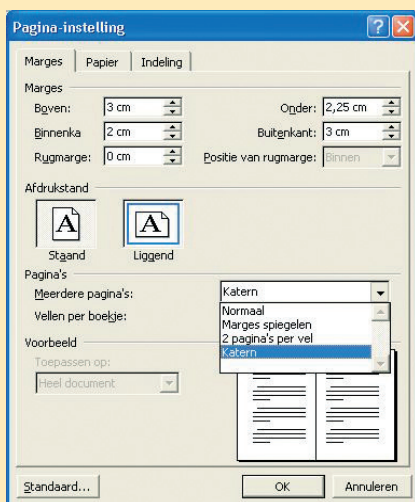 Pagina-instelling
Marges Papier Indeling
Marges
Boven: 3 cm Onder: 2,25 cm
Binnenka 2 cm Buitenkant: 3 cm
Rugmarge: 0 cm Positie van rugmarge: Binnen
Afdrukstand
A A
Staand Liggend
Pagina's
Meerdere pagina's: Katern
Normaal
Marges spiegelen
Vellen per boekje: 2 pagina's per vel
Katern
Voorbeeld
Toepassen op:
Heel document
Standaard... OK Annuleren